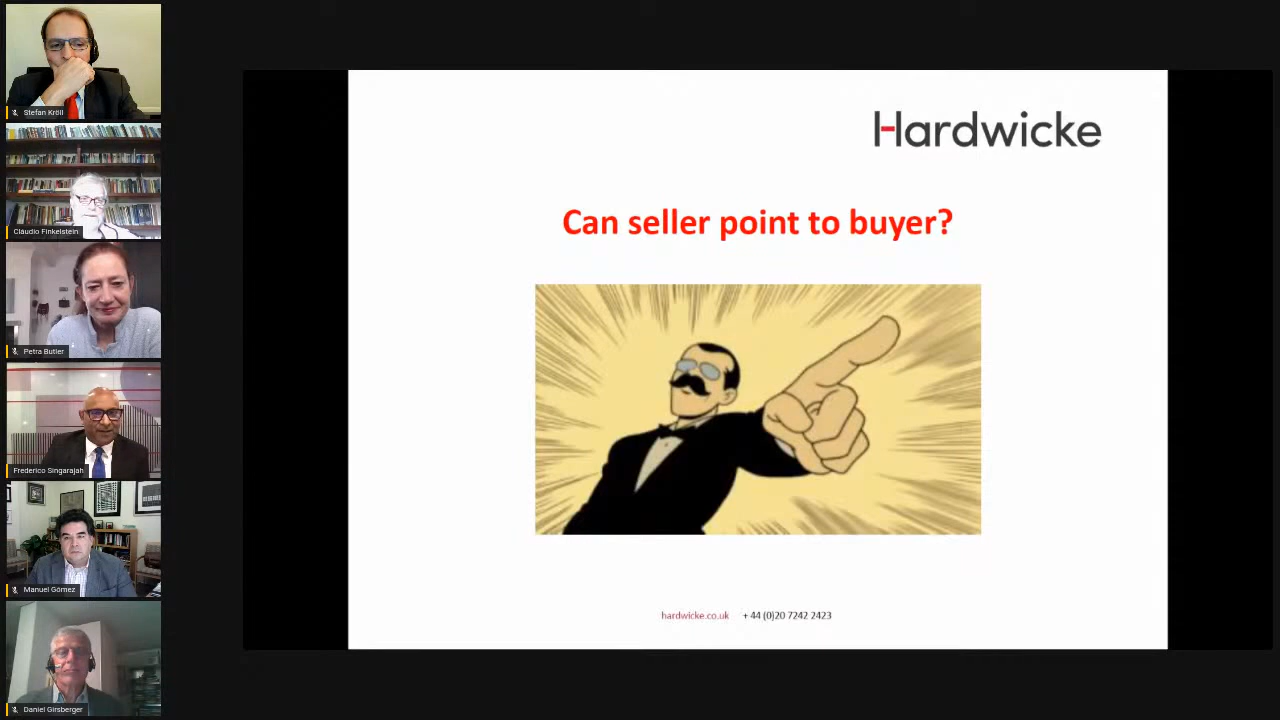 Stefan Kröll
Claudio Finkelstein
Petra Butler
Frederico Singarajah
Manuel Gómez
Daniel Girsberger
Hardwicke
Can seller point to buyer?
hardwicke.co.uk + 44 (0)20 7242 2423